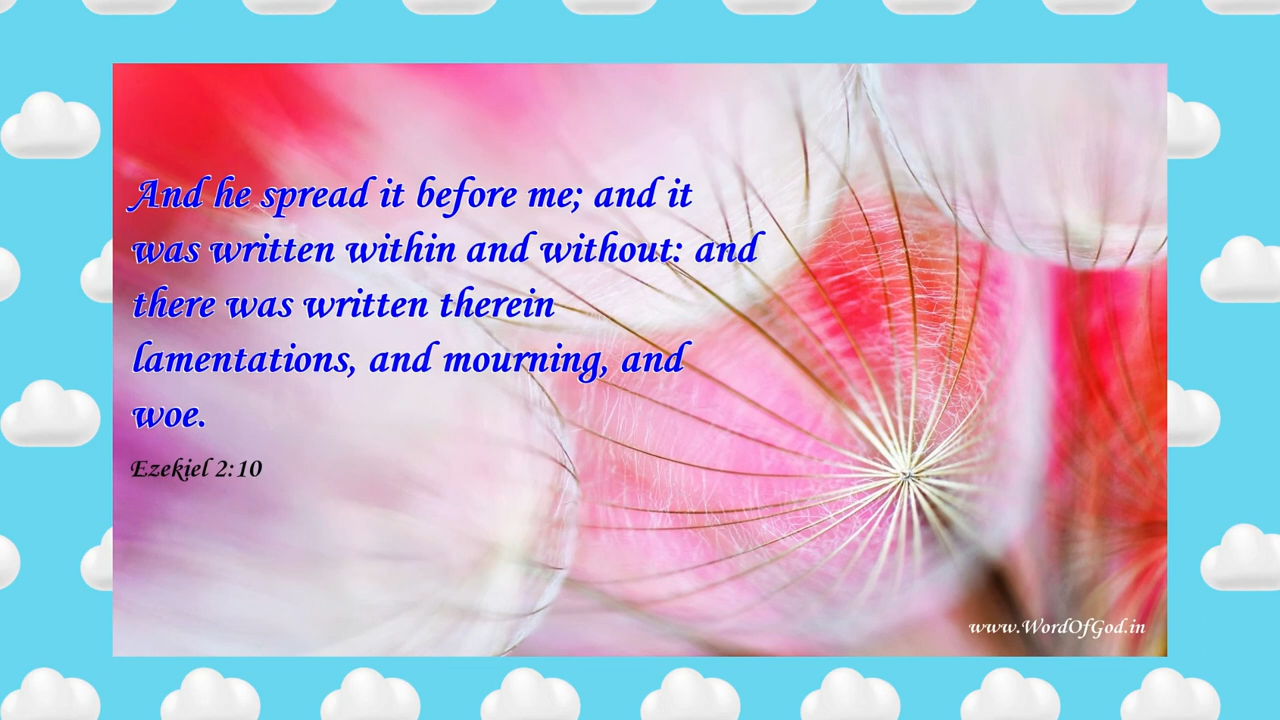 And he spread it before me; and it
was written within and without: and
there was written therein
lamentations, and mourning, and
woe.
Ezekiel 2:10
www.WordOfGod.in